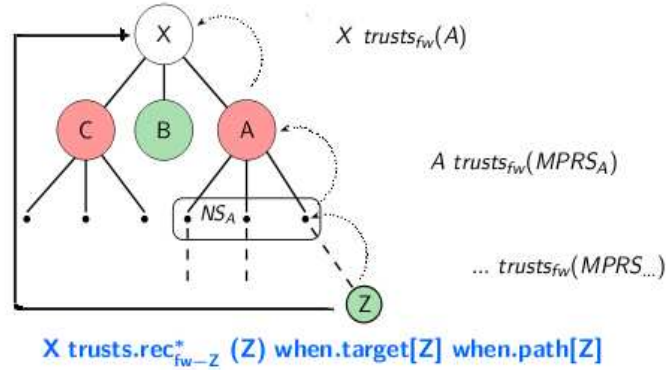 X
X trusts_fw(A)
C
B
A
A trusts_fw(MPRS_A)
NS_A
... trusts_fw(MPRS_...)
Z
X trusts.rec*_fw−Z (Z) when.target[Z] when.path[Z]